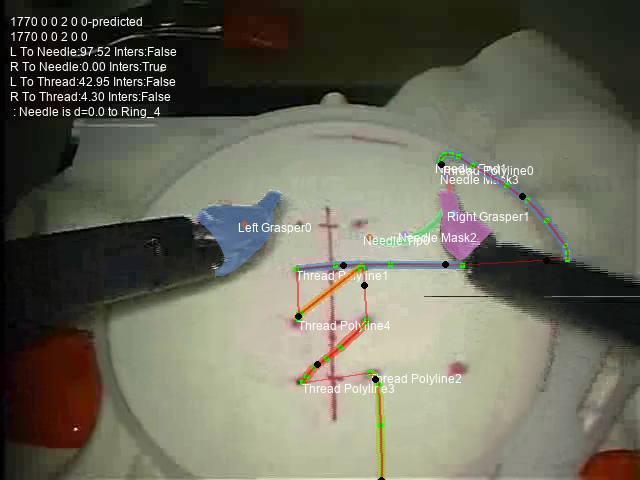 1770 0 0 2 0 0-predicted
1770 0 0 2 0 0
L To Needle:97.52 Inters:False
R To Needle:0.00 Inters:True
L To Thread:42.95 Inters:False
R To Thread:4.30 Inters:False
: Needle is d=0.0 to Ring_4
Thread Polyline0
Needle Mask3
Right Grasper1
Left Grasper0
Needle Tip0
Needle Mask2
Thread Polyline1
Thread Polyline4
Thread Polyline2
Thread Polyline3